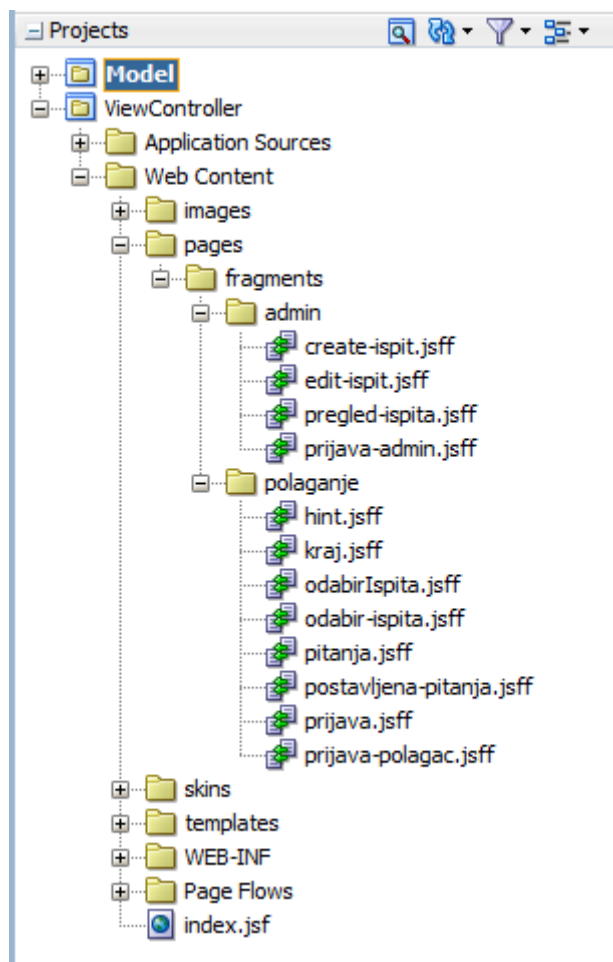 Projects
Model
ViewController
Application Sources
Web Content
images
pages
fragments
admin
create-ispit.jsff
edit-ispit.jsff
pregled-ispita.jsff
prijava-admin.jsff
polaganje
hint.jsff
kraj.jsff
odabirIspita.jsff
odabir-ispita.jsff
pitanja.jsff
postavljena-pitanja.jsff
prijava.jsff
prijava-polagac.jsff
skins
templates
WEB-INF
Page Flows
index.jsf